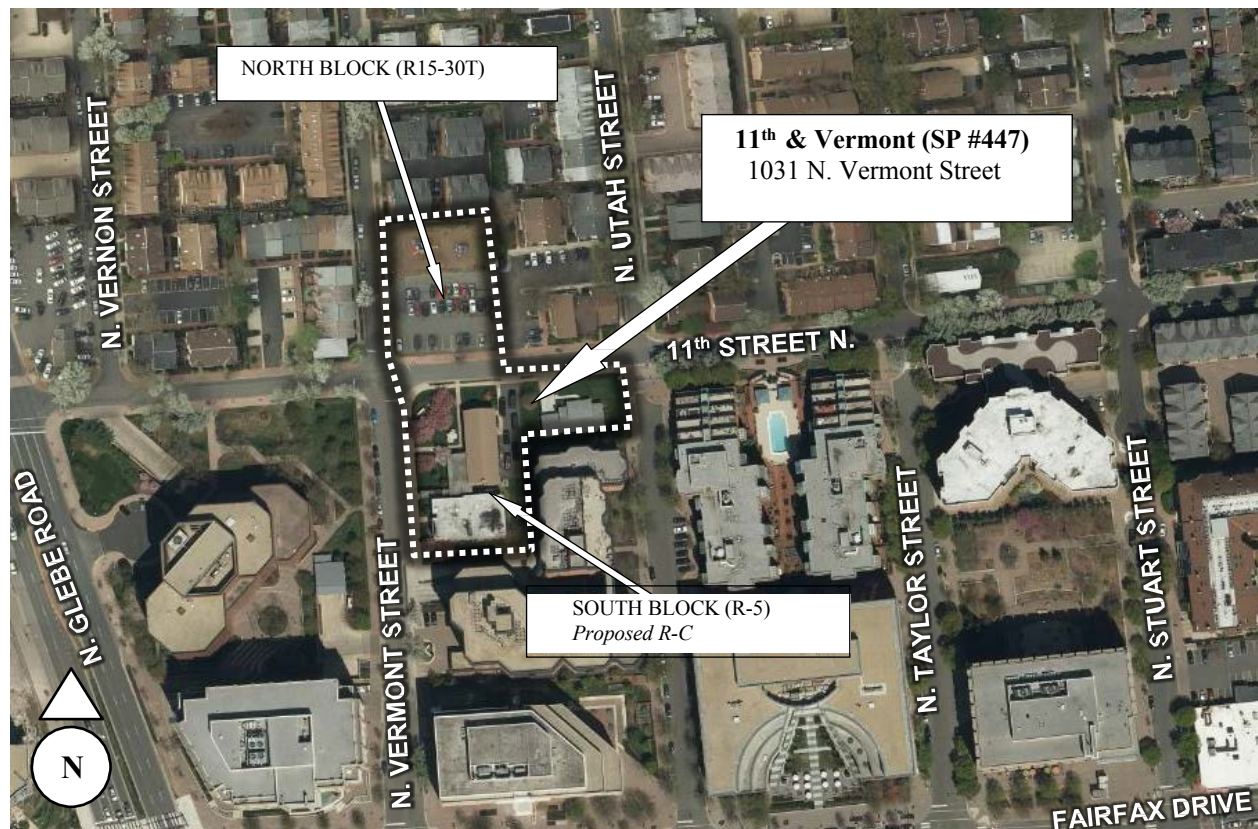 NORTH BLOCK (R15-30T)
11th & Vermont (SP #447)
1031 N. Vermont Street
N. VERNON STREET
N. UTAH STREET
11th STREET N.
N. GLEBE ROAD
N. VERMONT STREET
SOUTH BLOCK (R-5)
Proposed R-C
N. TAYLOR STREET
N. STUART STREET
N
FAIRFAX DRIVE